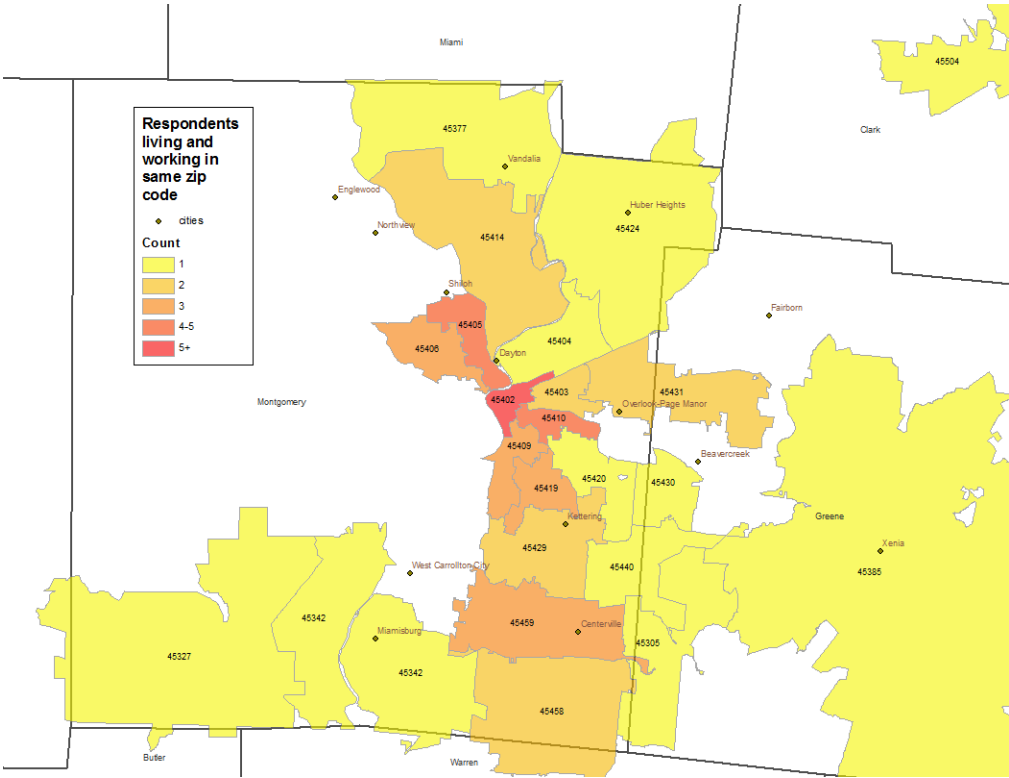 Miami
45504
Clark
Respondents
living and
working in
same zip
code
cities
Count
1
2
3
4-5
5+
45377
Vandalia
Englewood
Northview
Huber Heights
45424
45414
Shiloh
Fairborn
45405
45406
45404
Dayton
45402
45403
45431
Overlook-Page Manor
45410
Montgomery
45409
Beavercreek
45420
45430
45419
Kettering
Greene
45429
Xenia
45440
45385
West Carrollton City
45342
45459
Centerville
Miamisburg
45305
45327
45342
45458
Butler
Warren